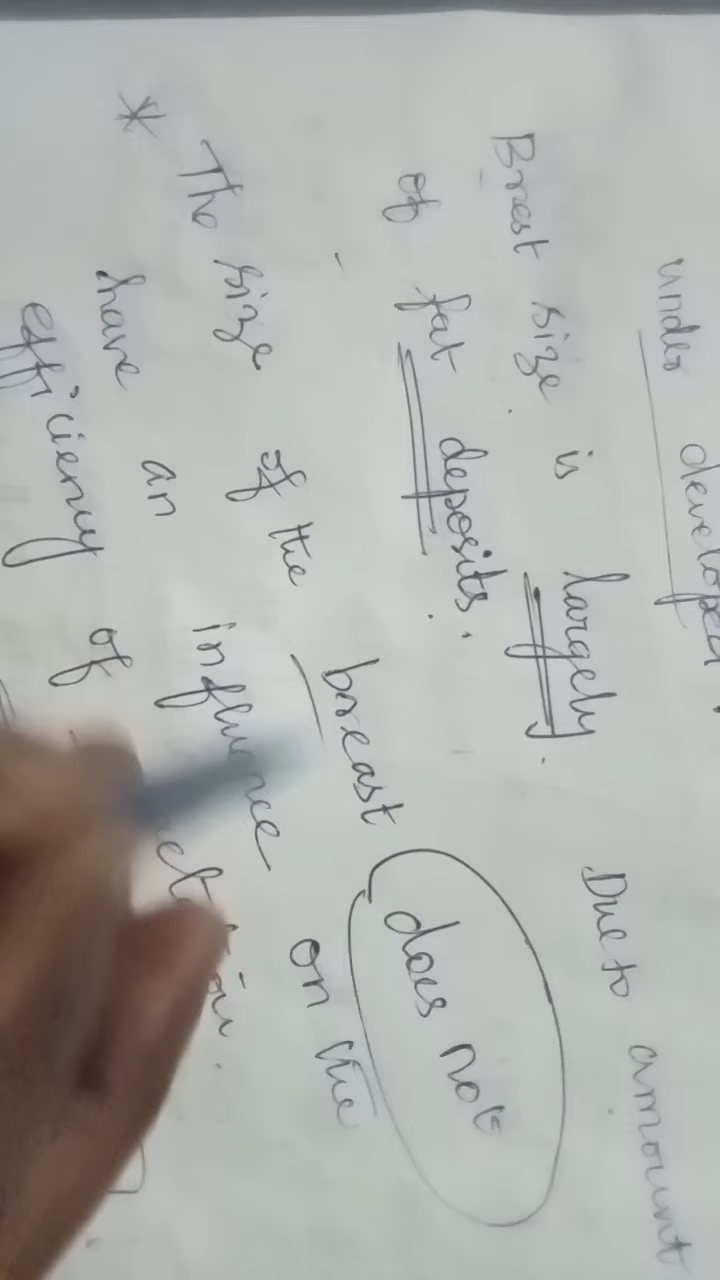 under developed.
Brest size is largely. Due to amount
of fat deposits.
* The size of the breast does not
have an influence on the
efficiency of